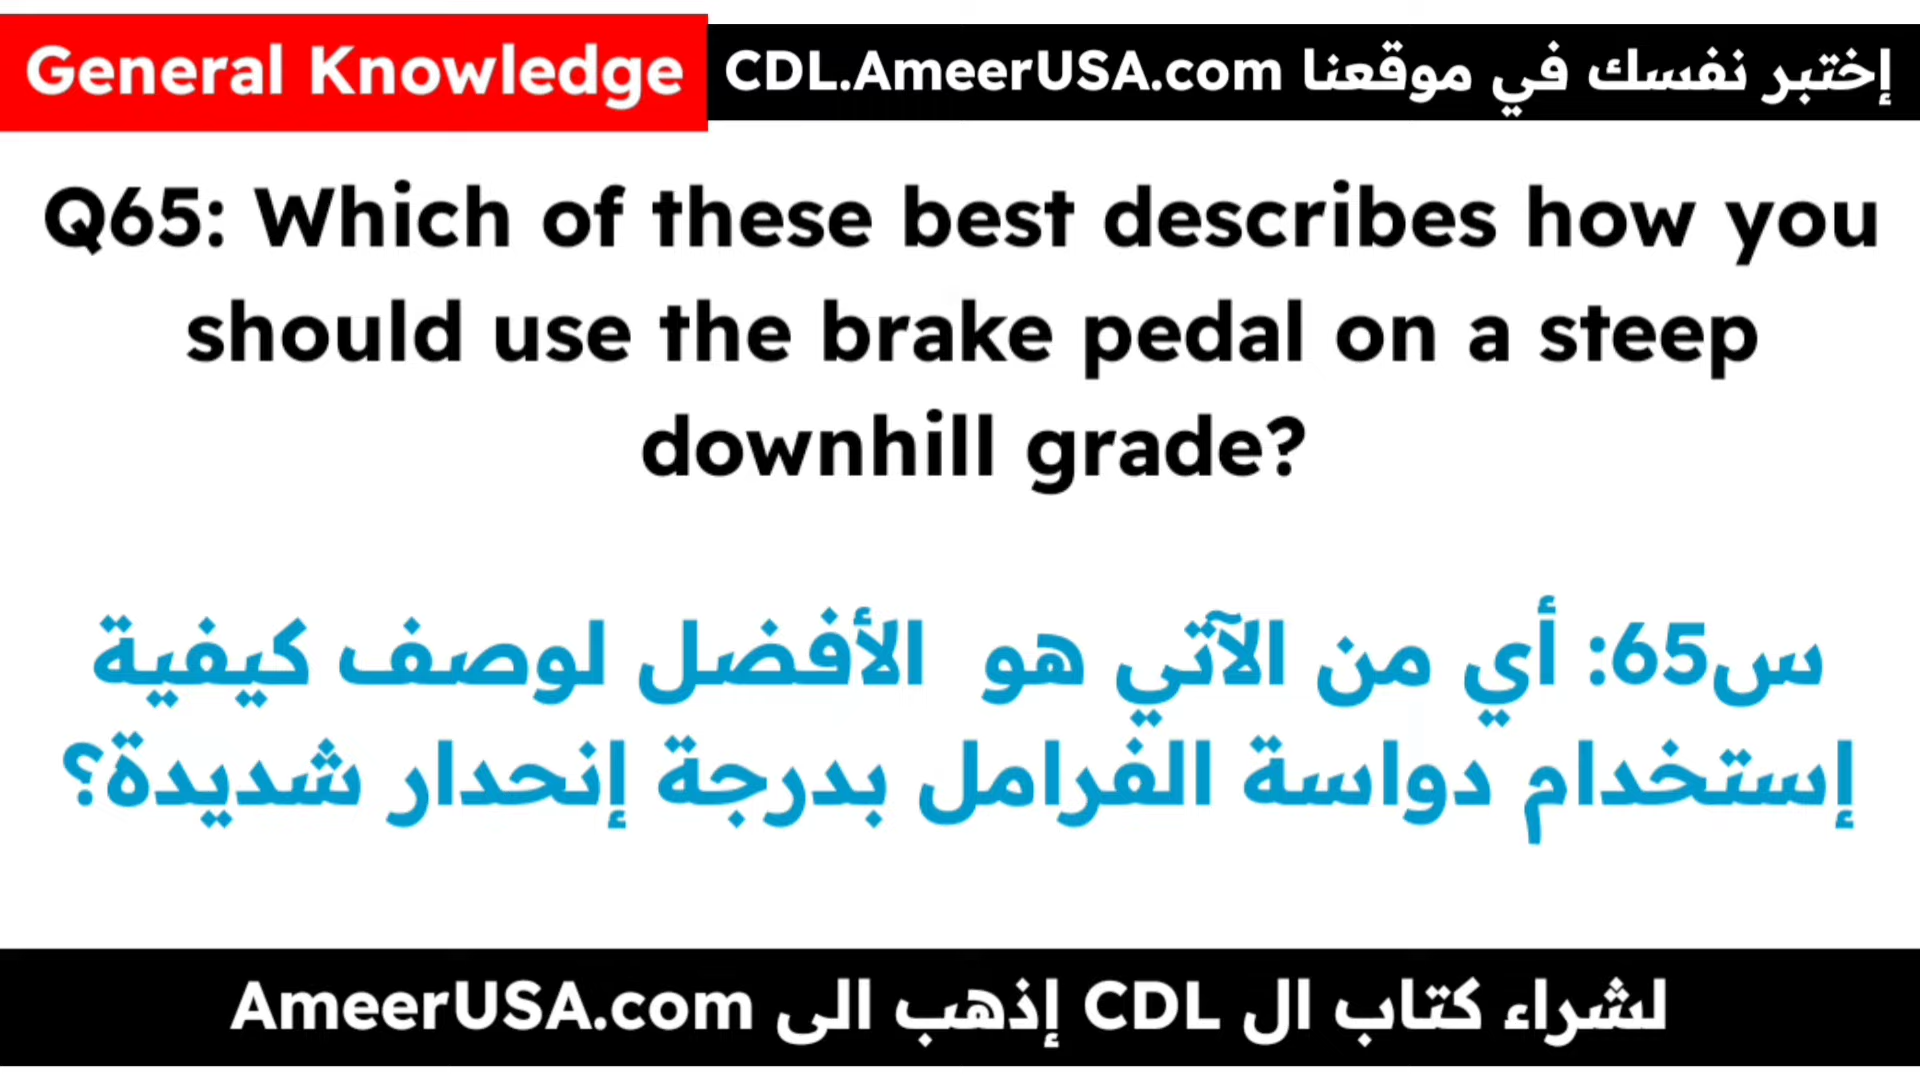 General Knowledge
CDL.AmeerUSA.com إختبر نفسك في موقعنا
Q65: Which of these best describes how you
should use the brake pedal on a steep
downhill grade?
س65: أي من الآتي هو الأفضل لوصف كيفية
إستخدام دواسة الفرامل بدرجة إنحدار شديدة؟
لشراء كتاب ال CDL إذهب الى AmeerUSA.com